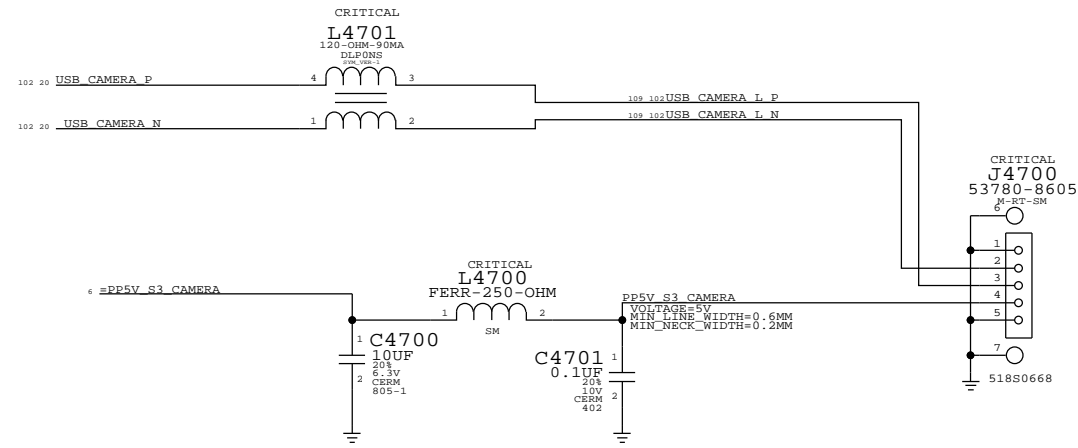 CRITICAL
L4701
120-OHM-90MA
DLP0NS
SYM_VER-1
102 20 USB_CAMERA_P
4
3
109 102 USB_CAMERA_L_P
102 20 USB_CAMERA_N
1
2
109 102 USB_CAMERA_L_N
CRITICAL
J4700
53780-8605
M-RT-SM
6
1
2
3
4
5
7
518S0668
CRITICAL
L4700
FERR-250-OHM
6 =PP5V_S3_CAMERA
1
2
SM
PP5V_S3_CAMERA
VOLTAGE=5V
MIN_LINE_WIDTH=0.6MM
MIN_NECK_WIDTH=0.2MM
1
C4700
10UF
20%
6.3V
CERM
805-1
2
C4701
1
0.1UF
20%
10V
CERM
402
2